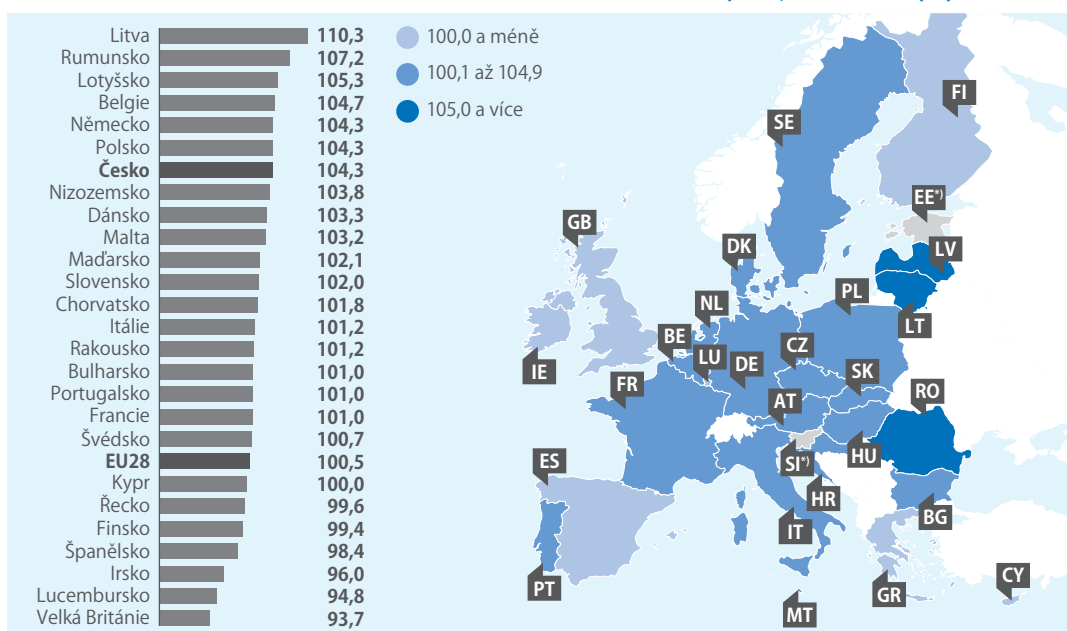 Litva 110,3
Rumunsko 107,2
Lotyšsko 105,3
Belgie 104,7
Německo 104,3
Polsko 104,3
Česko 104,3
Nizozemsko 103,8
Dánsko 103,3
Malta 103,2
Maďarsko 102,1
Slovensko 102,0
Chorvatsko 101,8
Itálie 101,2
Rakousko 101,2
Bulharsko 101,0
Portugalsko 101,0
Francie 101,0
Švédsko 100,7
EU28 100,5
Kypr 100,0
Řecko 99,6
Finsko 99,4
Španělsko 98,4
Irsko 96,0
Lucembursko 94,8
Velká Británie 93,7
100,0 a méně
100,1 až 104,9
105,0 a více
FI
SE
EE*)
GB
DK
LV
NL
PL
LT
BE
LU
DE
CZ
IE
FR
SK
AT
RO
ES
SI*)
HU
HR
IT
BG
PT
MT
GR
CY